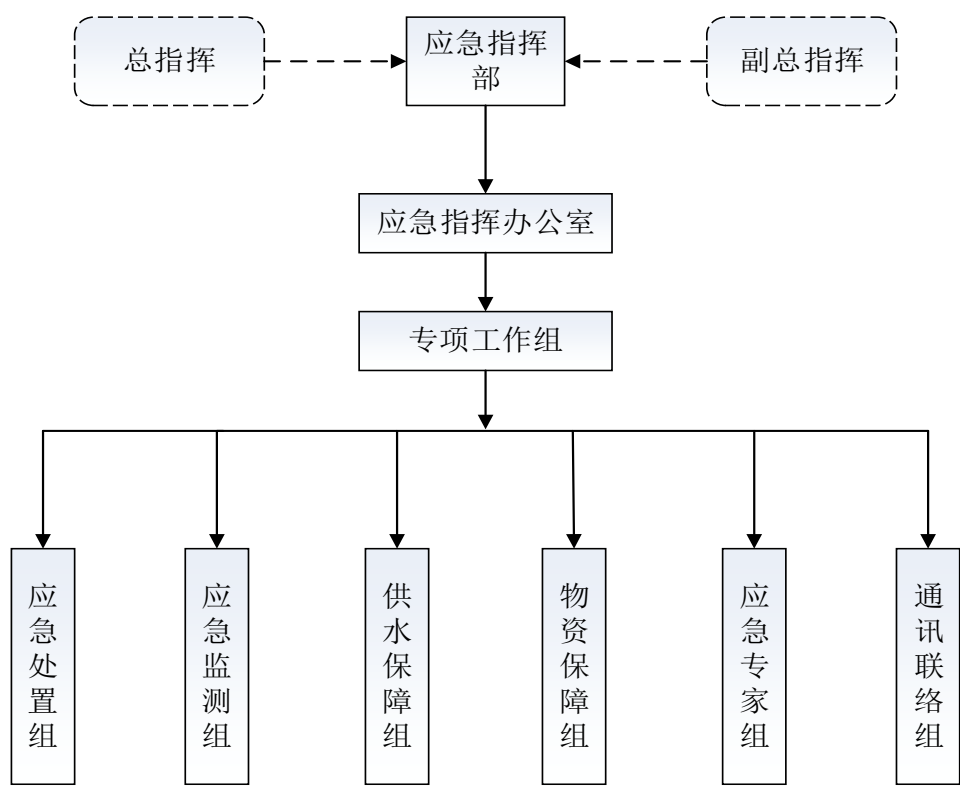 总指挥
应急指挥
部
副总指挥
应急指挥办公室
专项工作组
应急处置组
应急监测组
供水保障组
物资保障组
应急专家组
通讯联络组